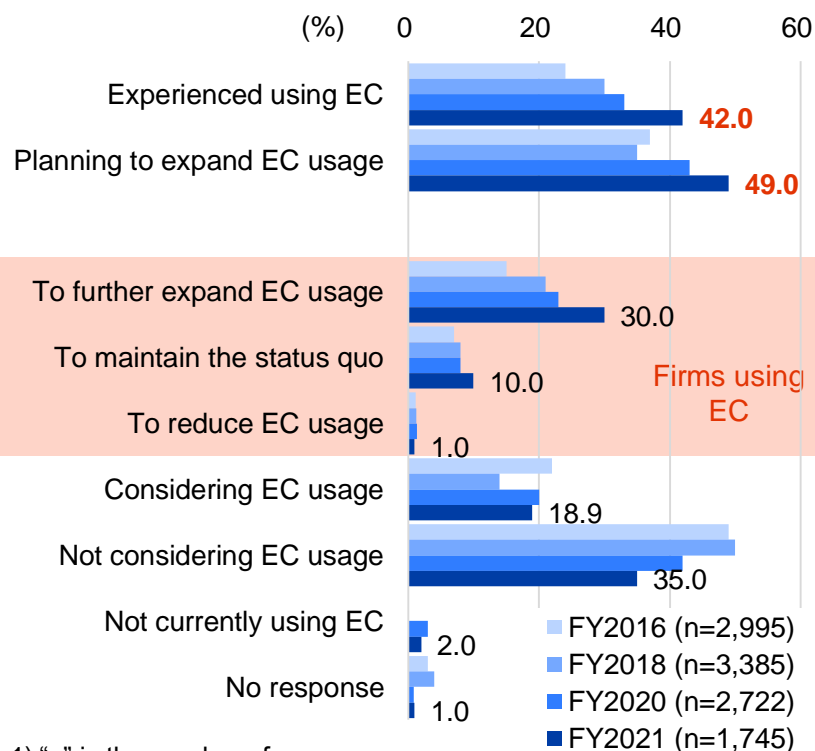 (%) 0 20 40 60
Experienced using EC
42.0
Planning to expand EC usage
49.0
To further expand EC usage
30.0
To maintain the status quo
10.0
Firms using
EC
To reduce EC usage
1.0
Considering EC usage
18.9
Not considering EC usage
35.0
Not currently using EC
2.0
No response
1.0
FY2016 (n=2,995)
FY2018 (n=3,385)
FY2020 (n=2,722)
FY2021 (n=1,745)